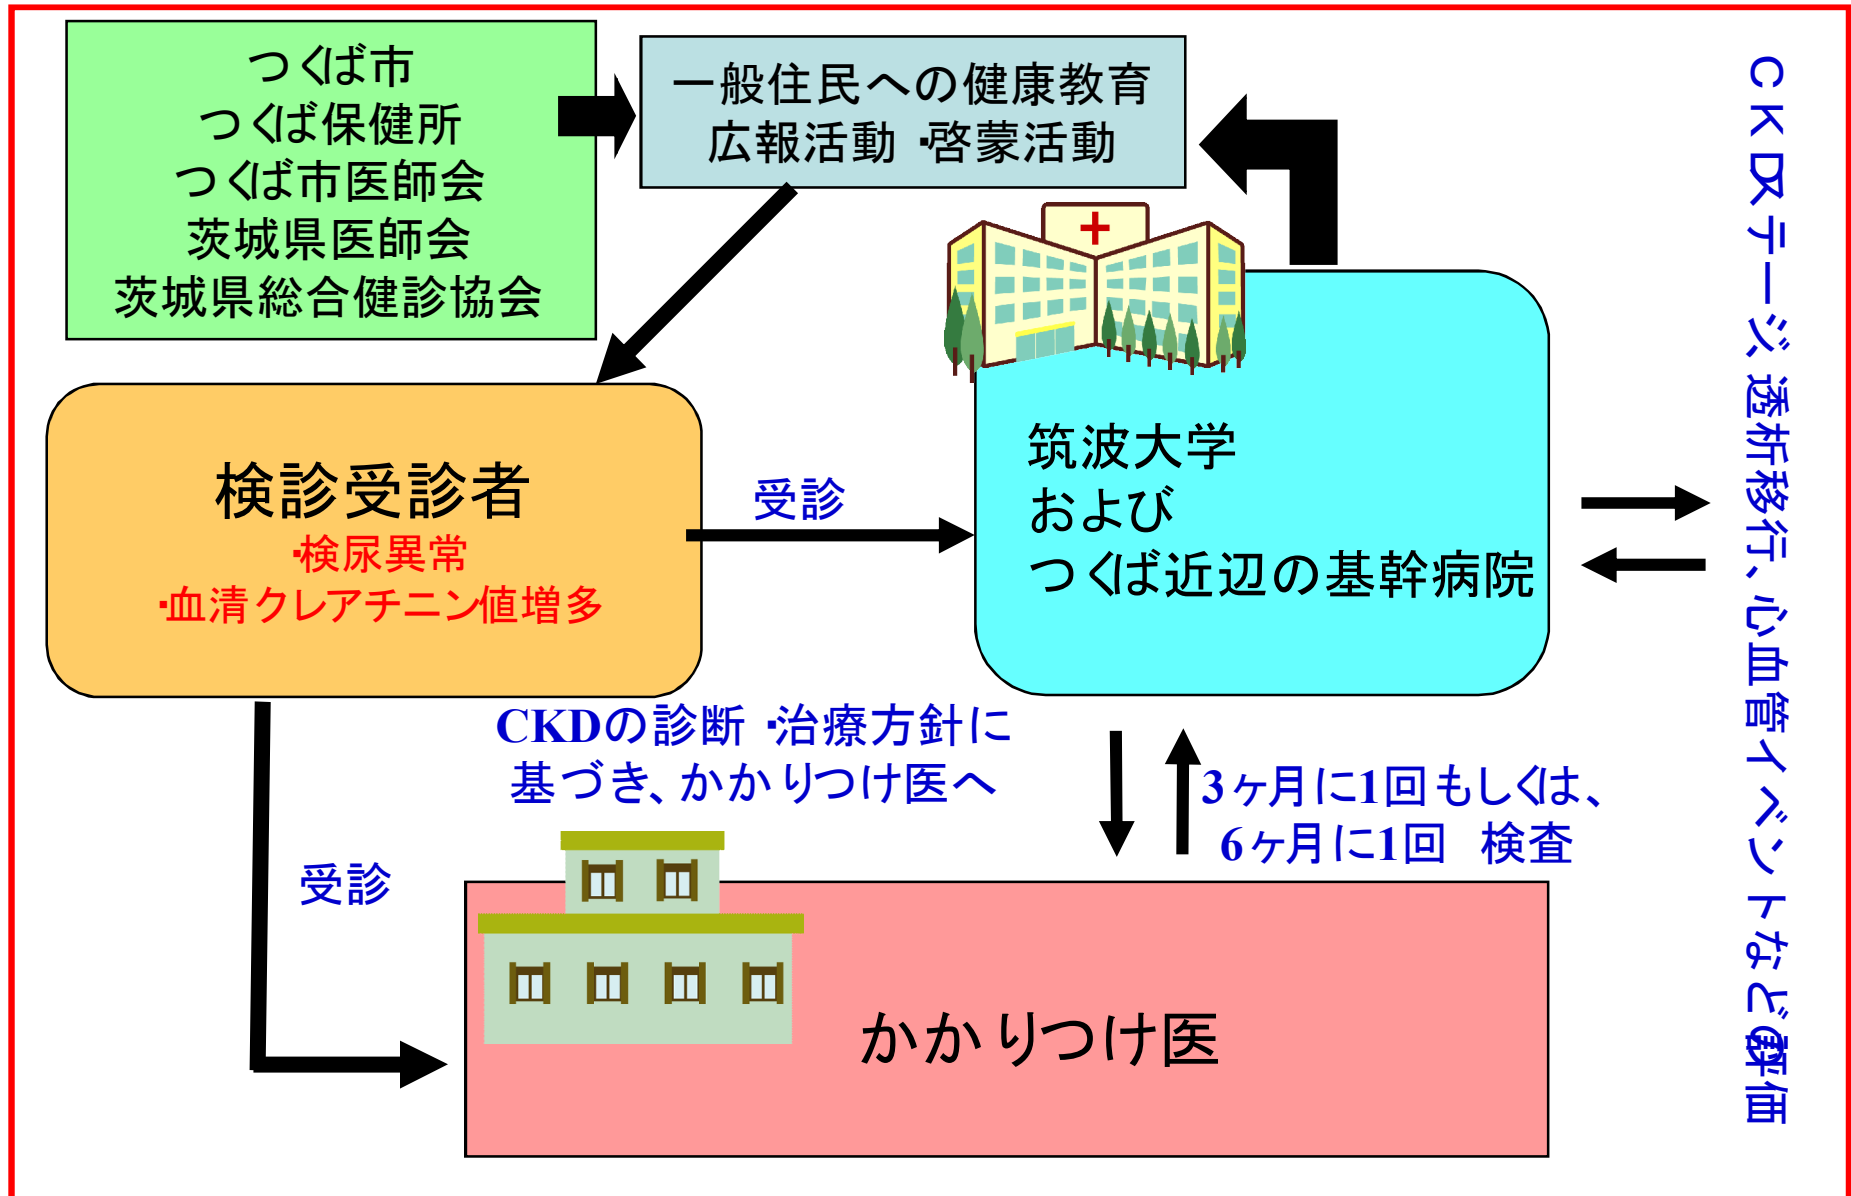 つくば市
つくば保健所
つくば市医師会
茨城県医師会
茨城県総合健診協会
一般住民への健康教育
広報活動・啓蒙活動
検診受診者
・検尿異常
・血清クレアチニン値増多
受診
筑波大学
および
つくば近辺の基幹病院
CKDステージ、透析移行、心血管イベントなどの評価
CKDの診断・治療方針に
基づき、かかりつけ医へ
3ヶ月に1回もしくは、
6ヶ月に1回 検査
受診
かかりつけ医